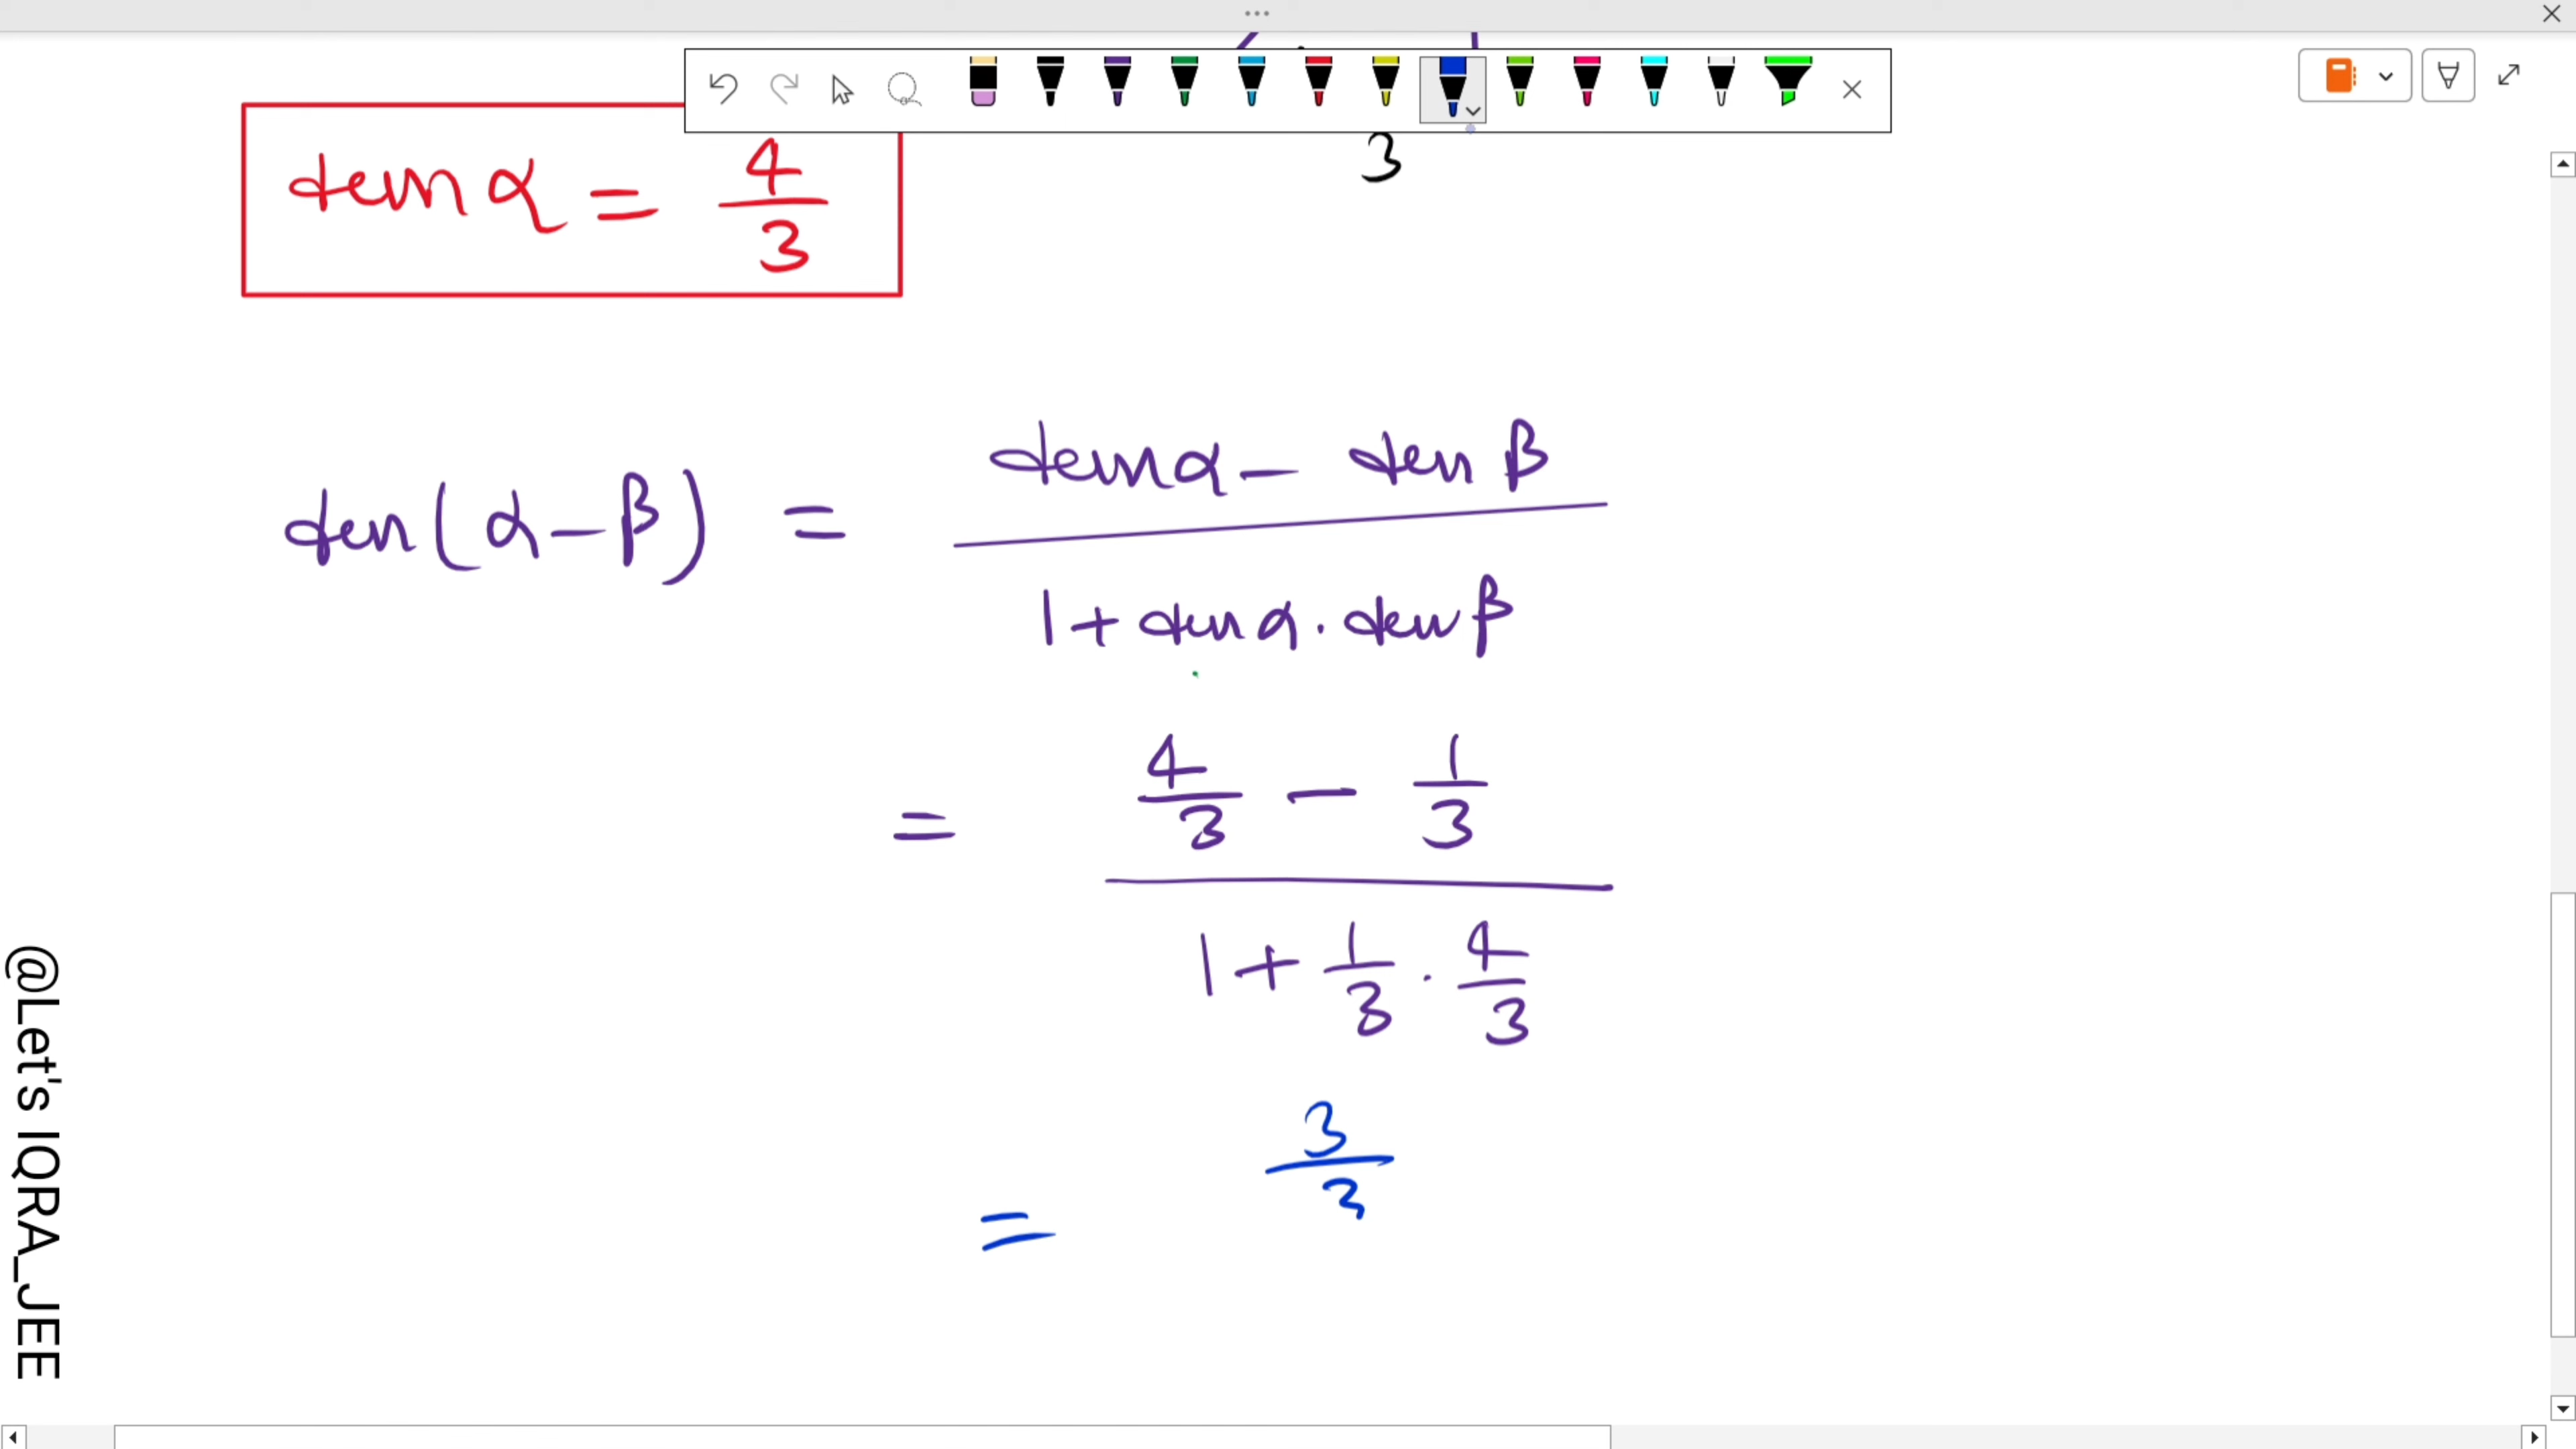 3
tan α = 4/3
tan(α – β) = (tan α – tan β)/(1 + tan α . tan β)
= (4/3 – 1/3)/(1 + 1/3 . 4/3)
= 3/3
@Let's IQRA_JEE